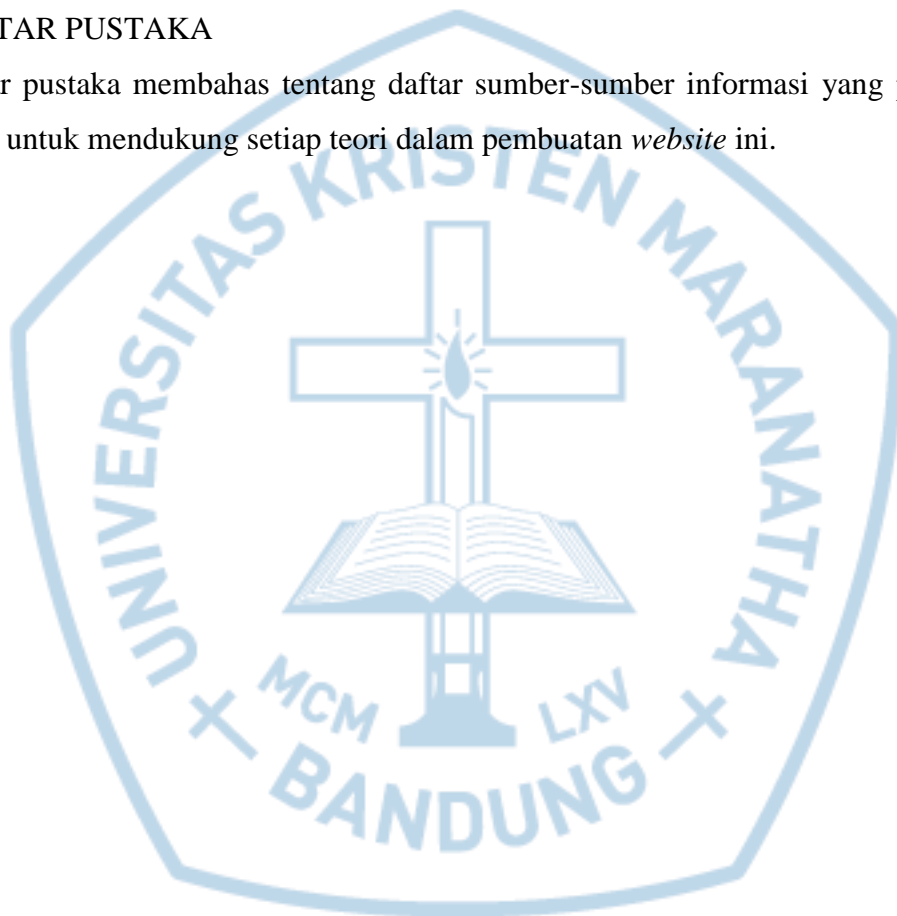 TAR PUSTAKA
r pustaka membahas tentang daftar sumber-sumber informasi yang
untuk mendukung setiap teori dalam pembuatan website ini.
UNIVERSITAS KRISTEN MARANATHA
MCM LXV
BANDUNG